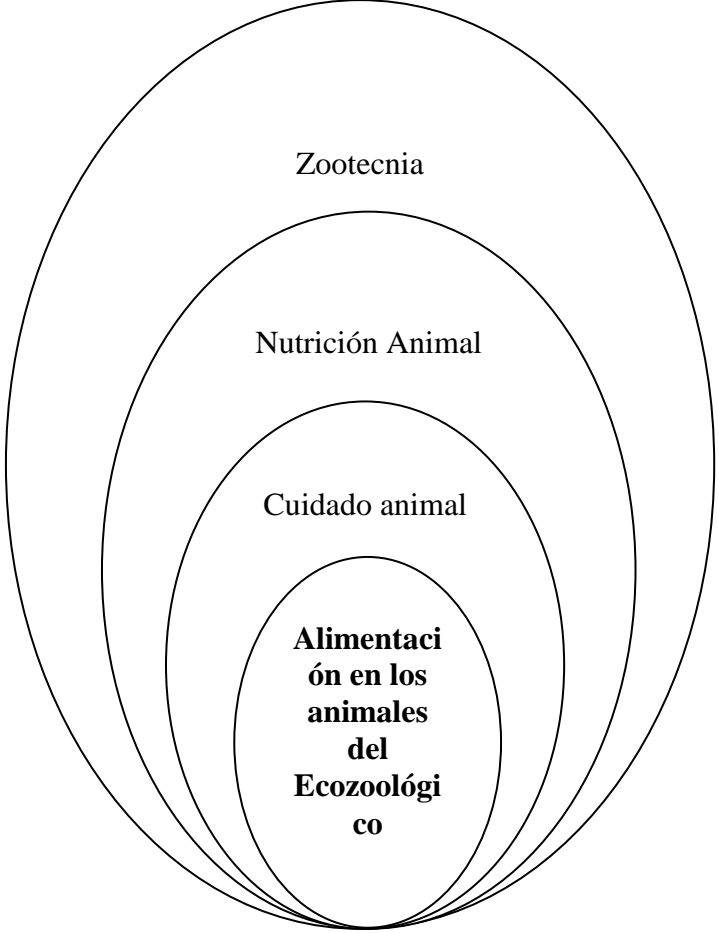 Zootecnia
Nutrición Animal
Cuidado animal
Alimentaci
ón en los
animales
del
Ecozoológi
co